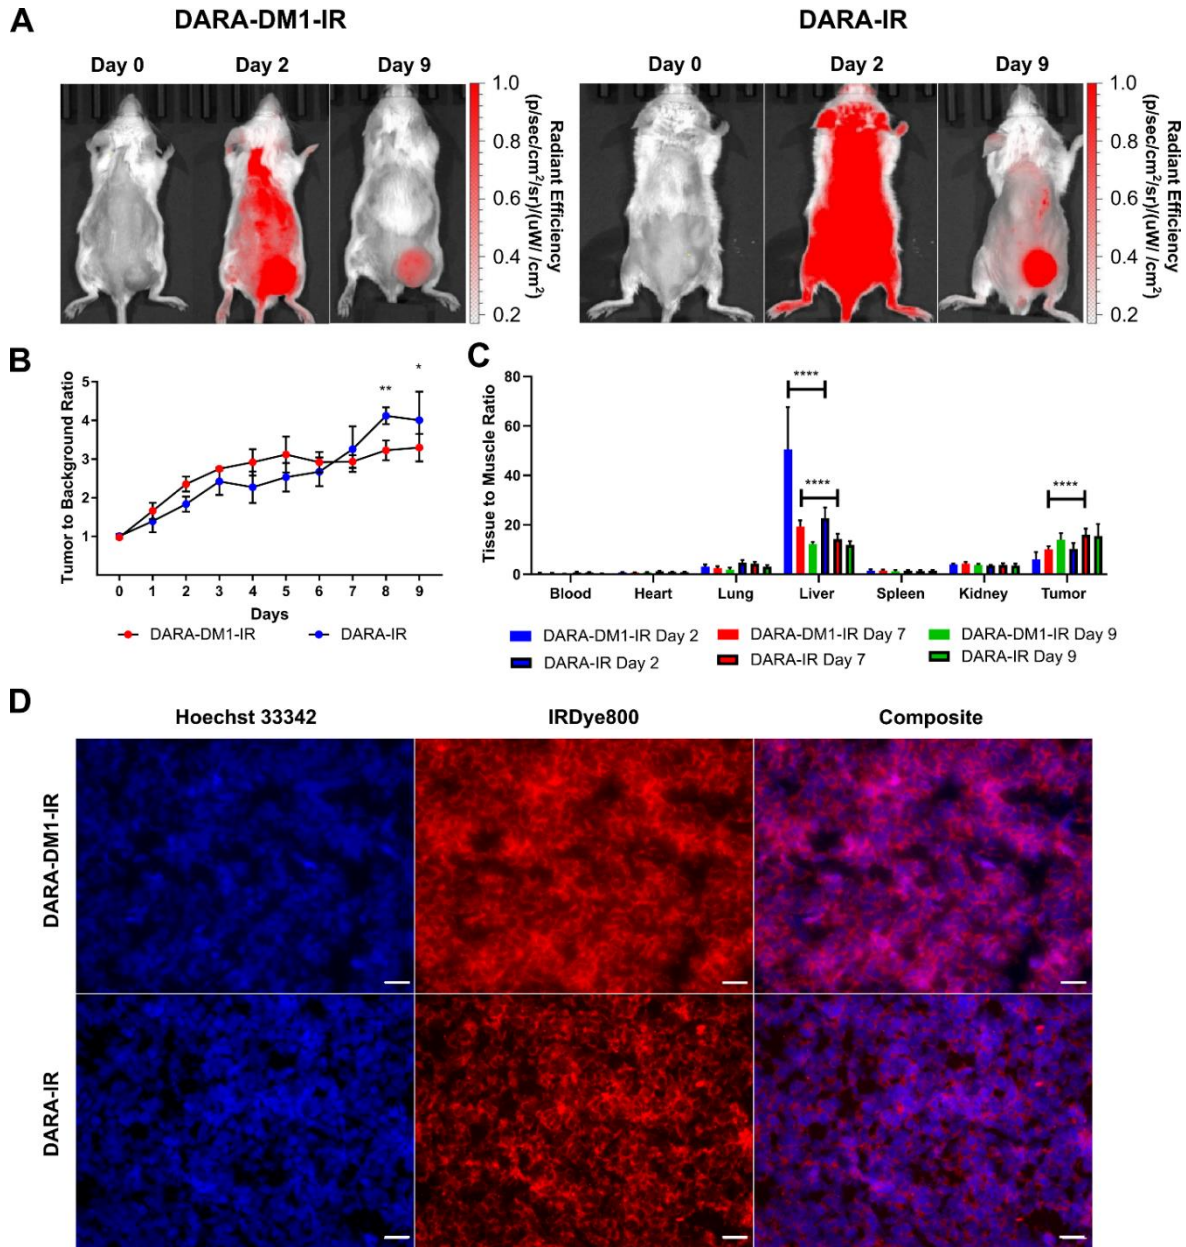 A
DARA-DM1-IR
DARA-IR
Day 0
Day 2
Day 9
1.0
0.8
0.6
0.4
0.2
Radiant Efficiency
(p/sec/cm²/sr)/(uW/ /cm²)
Day 0
Day 2
Day 9
1.0
0.8
0.6
0.4
0.2
Radiant Efficiency
(p/sec/cm²/sr)/(uW/ /cm²)
B
Tumor to Background Ratio
5
4
3
2
1
**
*
0 1 2 3 4 5 6 7 8 9
Days
DARA-DM1-IR
DARA-IR
C
Tissue to Muscle Ratio
80
60
40
20
0
****
****
****
Blood Heart Lung Liver Spleen Kidney Tumor
DARA-DM1-IR Day 2 DARA-DM1-IR Day 7 DARA-DM1-IR Day 9
DARA-IR Day 2 DARA-IR Day 7 DARA-IR Day 9
D
Hoechst 33342
IRDye800
Composite
DARA-DM1-IR
DARA-IR